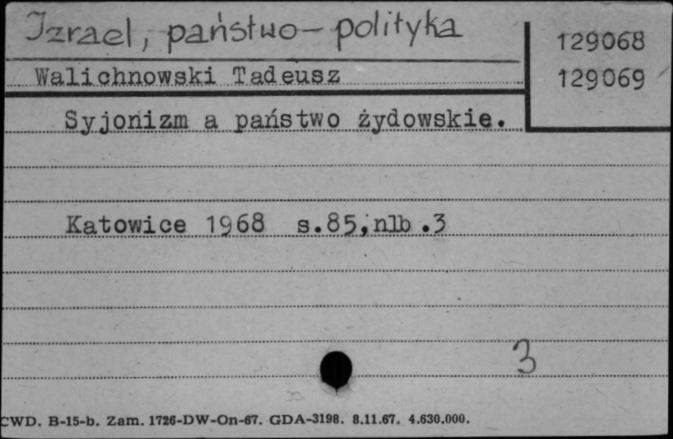 Izrael, państwo - polityka
129068
Walichnowski Tadeusz
129069
Syjonizm a państwo żydowskie.
Katowice 1968 s.85,nlb.3
3
CWD. B-15-b. Zam. 1726-DW-On-67. GDA-3198. 8.11.67. 4.630.000.